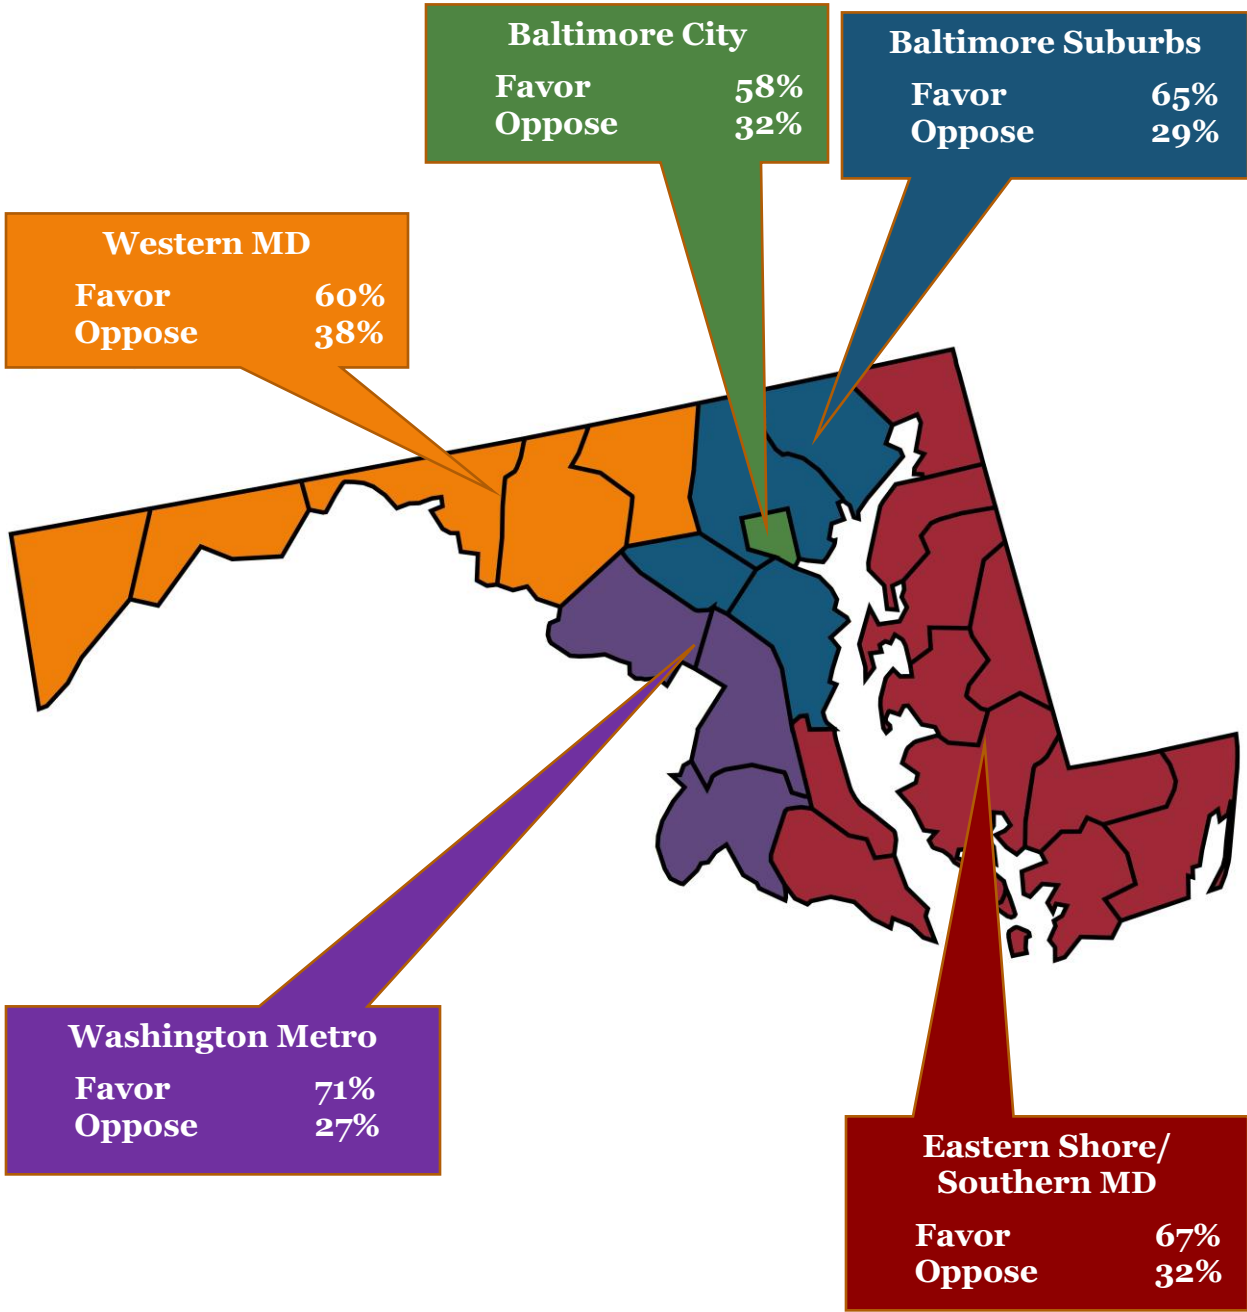 Baltimore City
Favor 58%
Oppose 32%
Baltimore Suburbs
Favor 65%
Oppose 29%
Western MD
Favor 60%
Oppose 38%
Washington Metro
Favor 71%
Oppose 27%
Eastern Shore/
Southern MD
Favor 67%
Oppose 32%